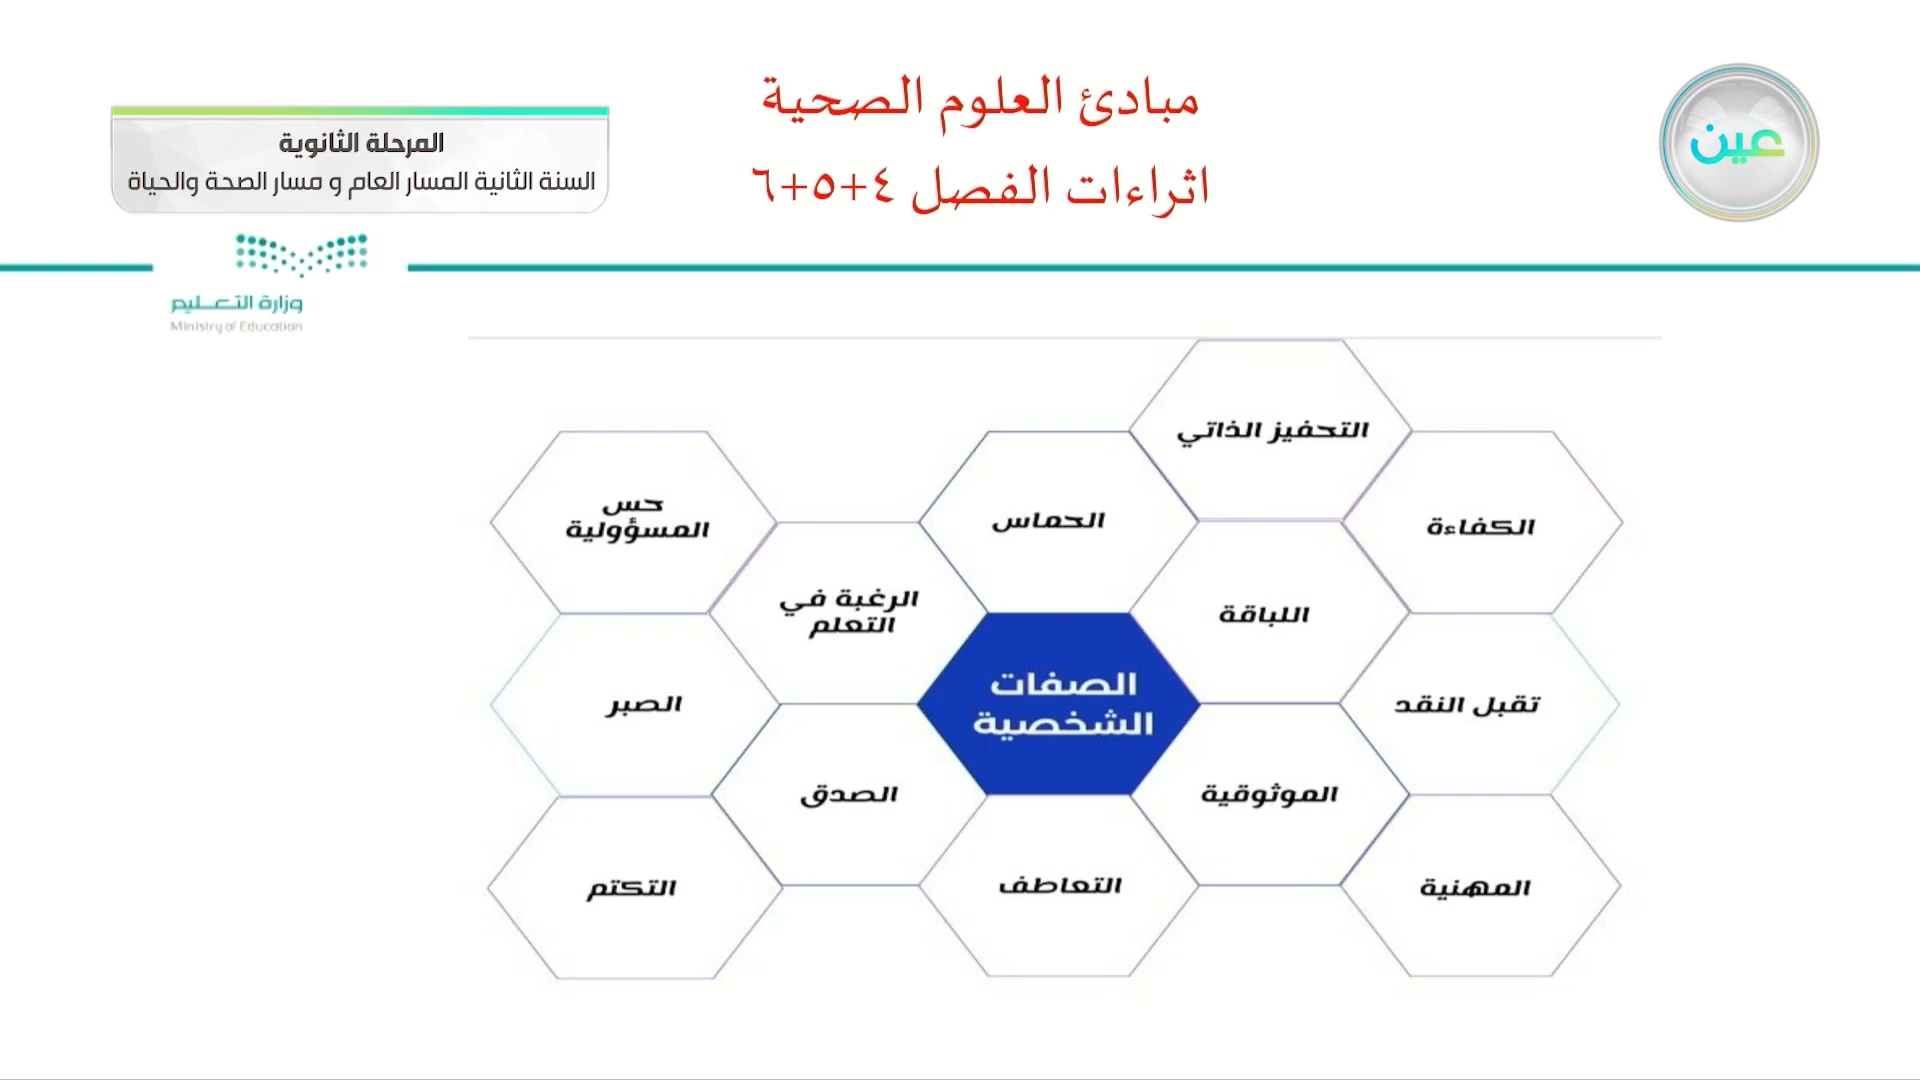 مبادئ العلوم الصحية
اثراءات الفصل ٤+٥+٦
عين
المرحلة الثانوية
السنة الثانية المسار العام و مسار الصحة والحياة
وزارة التعليم
Ministry of Education
التحفيز الذاتي
الكفاءة
الحماس
حس
المسؤولية
اللباقة
الرغبة في
التعلم
الصفات
الشخصية
تقبل النقد
الصبر
الموثوقية
الصدق
المهنية
التعاطف
التكتم